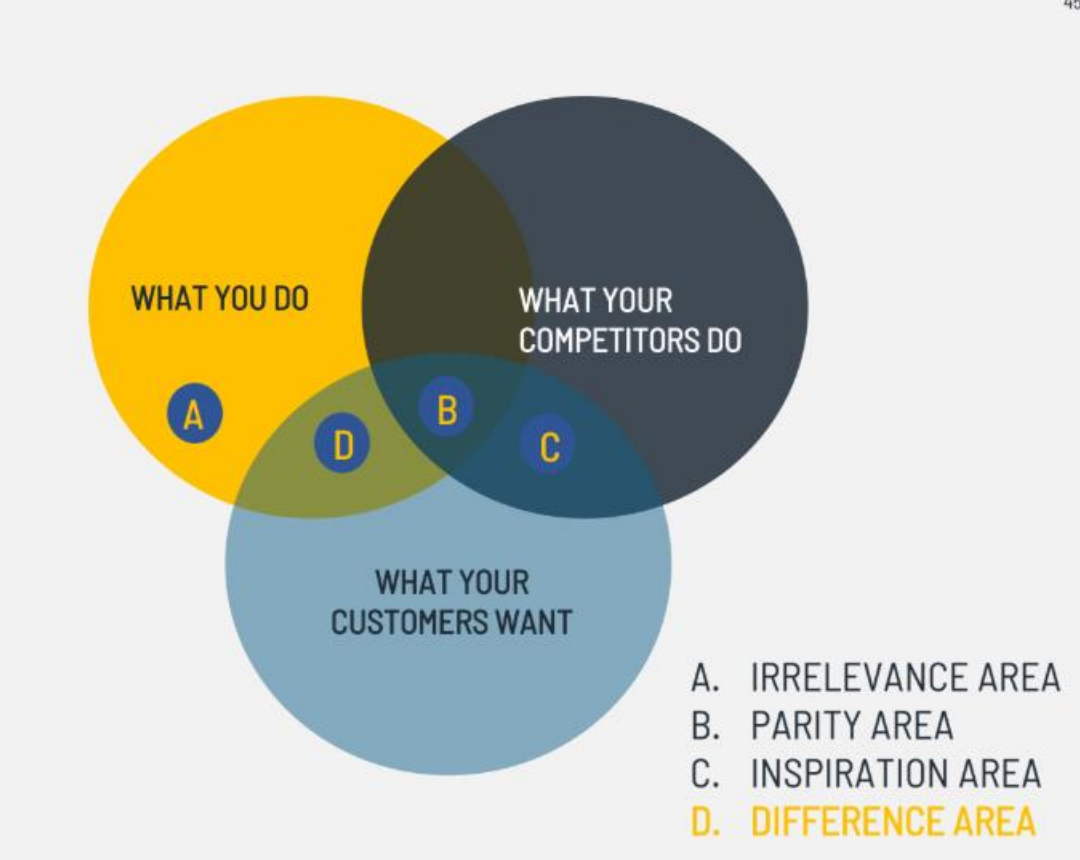 45
WHAT YOU DO
WHAT YOUR
COMPETITORS DO
A
D
B
C
WHAT YOUR
CUSTOMERS WANT
A. IRRELEVANCE AREA
B. PARITY AREA
C. INSPIRATION AREA
D. DIFFERENCE AREA